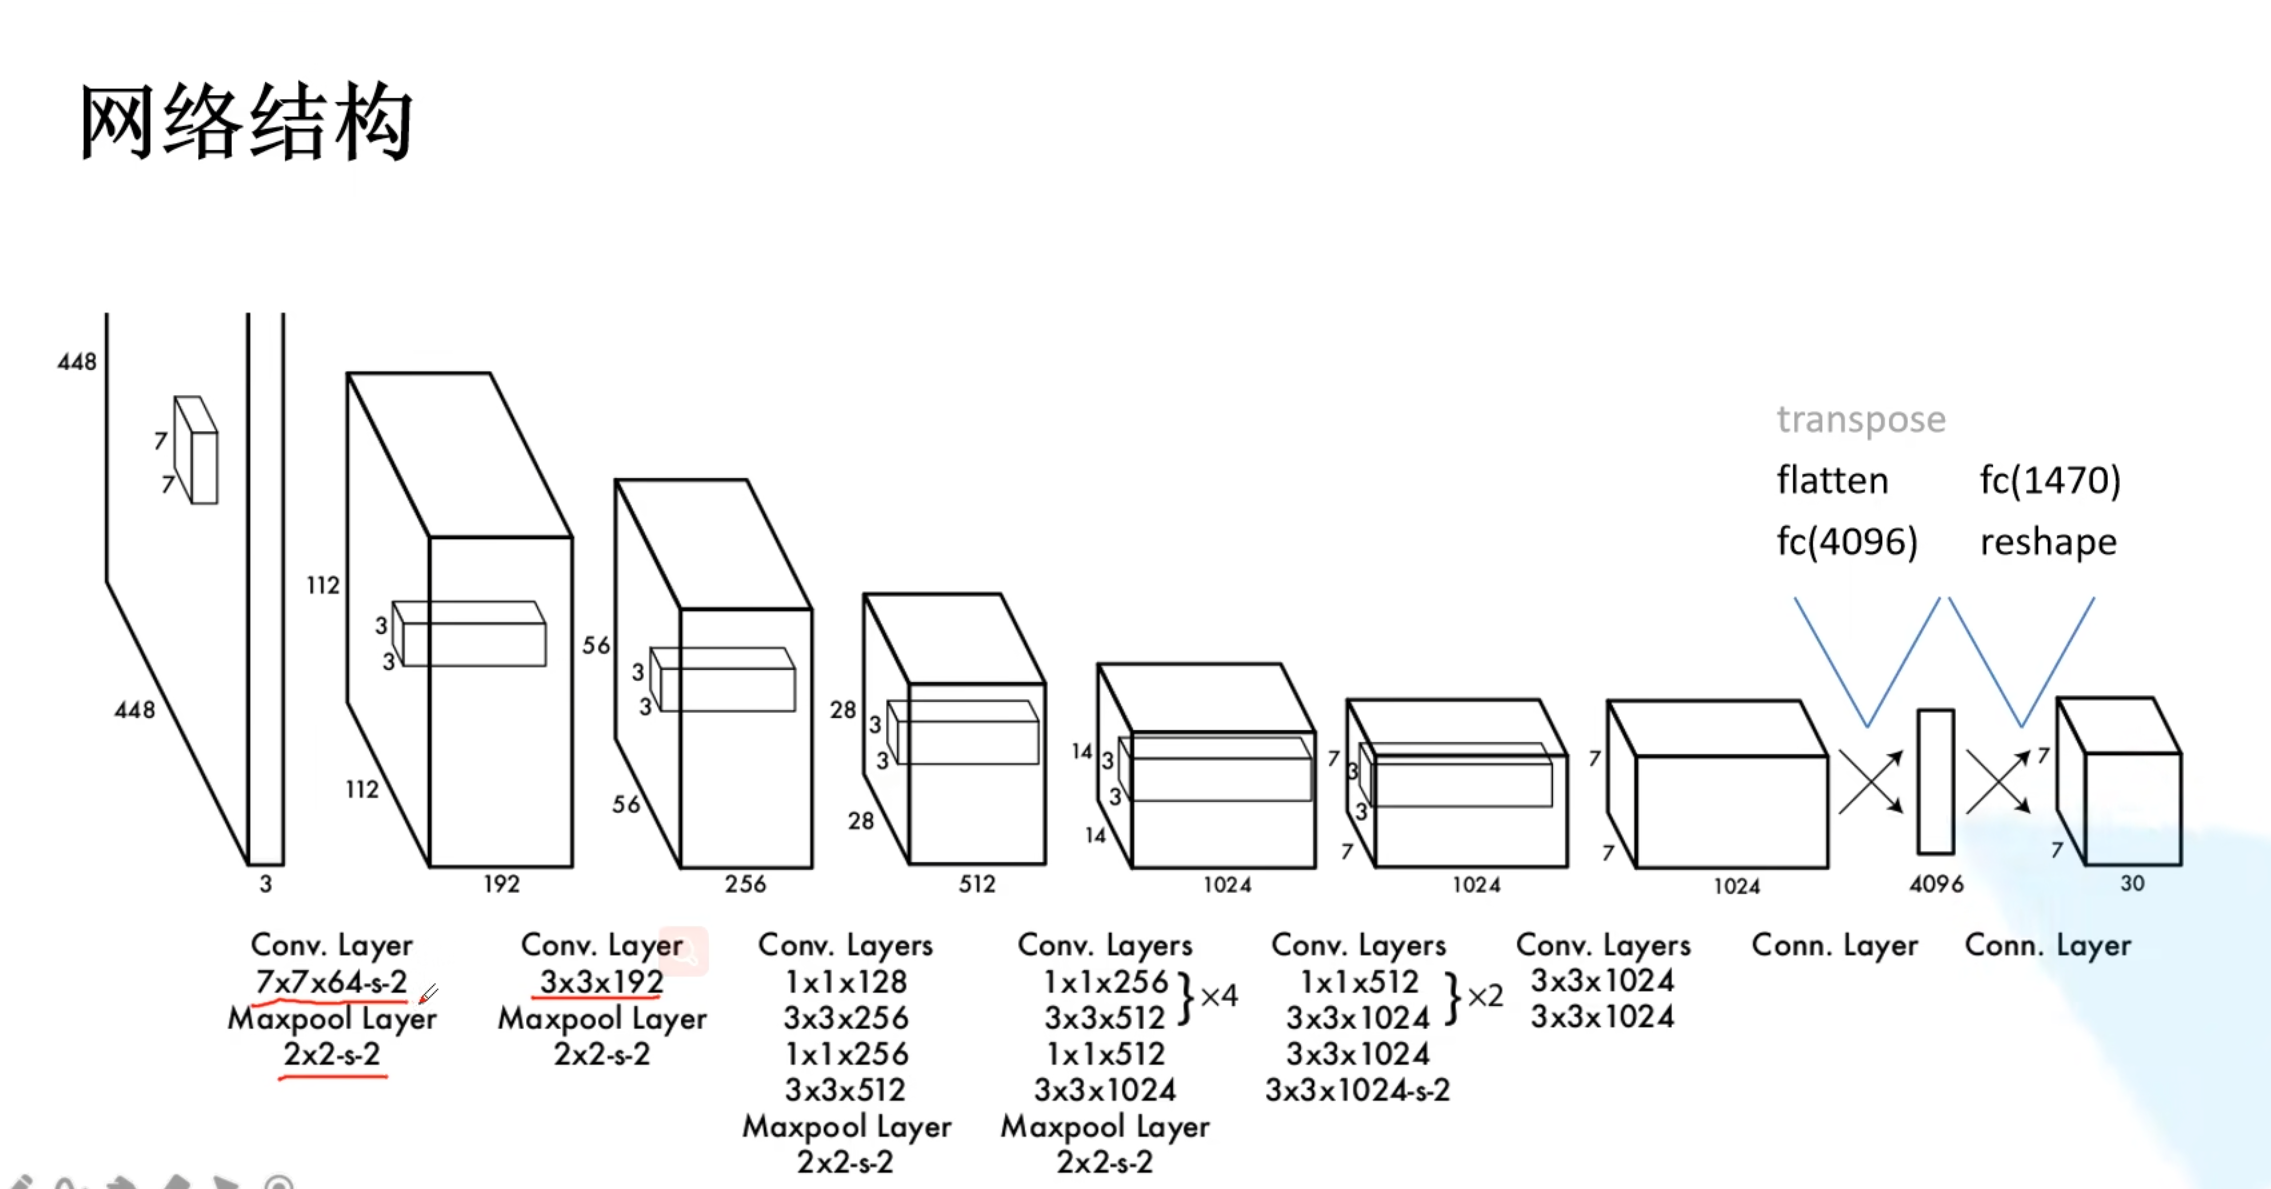 网络结构
448
7
7
448
3
112
3
3
112
192
56
3
3
56
256
28
3
3
28
512
14
3
3
14
1024
7
3
3
7
1024
7
7
1024
transpose
flatten
fc(4096)
fc(1470)
reshape
4096
7
7
30
Conv. Layer
7x7x64-s-2
Maxpool Layer
2x2-s-2
Conv. Layer
3x3x192
Maxpool Layer
2x2-s-2
Conv. Layers
1x1x128
3x3x256
1x1x256
3x3x512
Maxpool Layer
2x2-s-2
Conv. Layers
1x1x256
3x3x512
}×4
1x1x512
3x3x1024
Maxpool Layer
2x2-s-2
Conv. Layers
1x1x512
3x3x1024
}×2
3x3x1024
3x3x1024-s-2
Conv. Layers
3x3x1024
3x3x1024
Conn. Layer
Conn. Layer